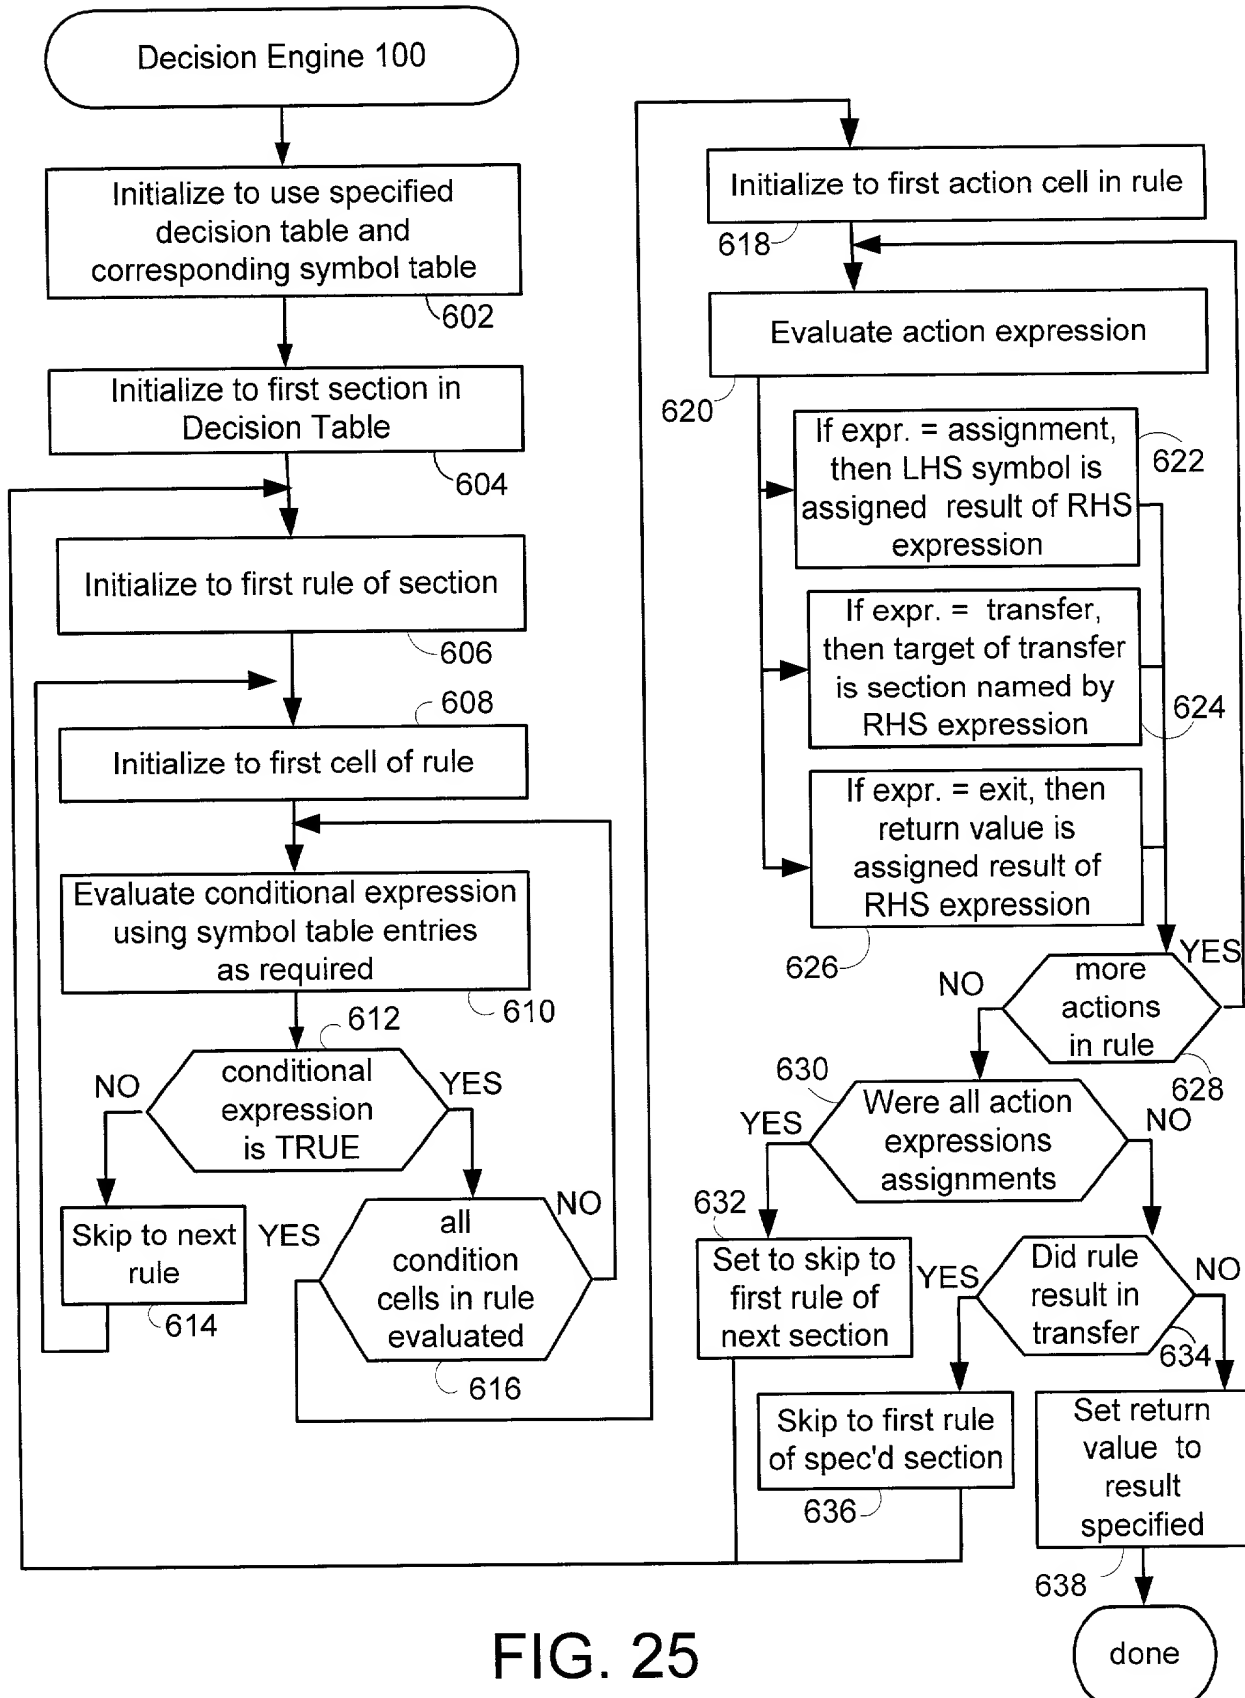 Decision Engine 100
Initialize to use specified
decision table and
corresponding symbol table
602
Initialize to first section in
Decision Table
604
Initialize to first rule of section
606
608
Initialize to first cell of rule
Evaluate conditional expression
using symbol table entries
as required
610
612
conditional
expression
is TRUE
NO
YES
Skip to next
rule
614
YES
NO
all
condition
cells in rule
evaluated
616
Initialize to first action cell in rule
618
Evaluate action expression
620
If expr. = assignment,
then LHS symbol is
assigned result of RHS
expression
622
If expr. = transfer,
then target of transfer
is section named by
RHS expression
624
If expr. = exit, then
return value is
assigned result of
RHS expression
626
YES
NO
more
actions
in rule
628
630
YES
NO
Were all action
expressions
assignments
632
Set to skip to
first rule of
next section
YES
NO
Did rule
result in
transfer
634
Skip to first rule
of spec'd section
636
Set return
value to
result
specified
638
done
FIG. 25